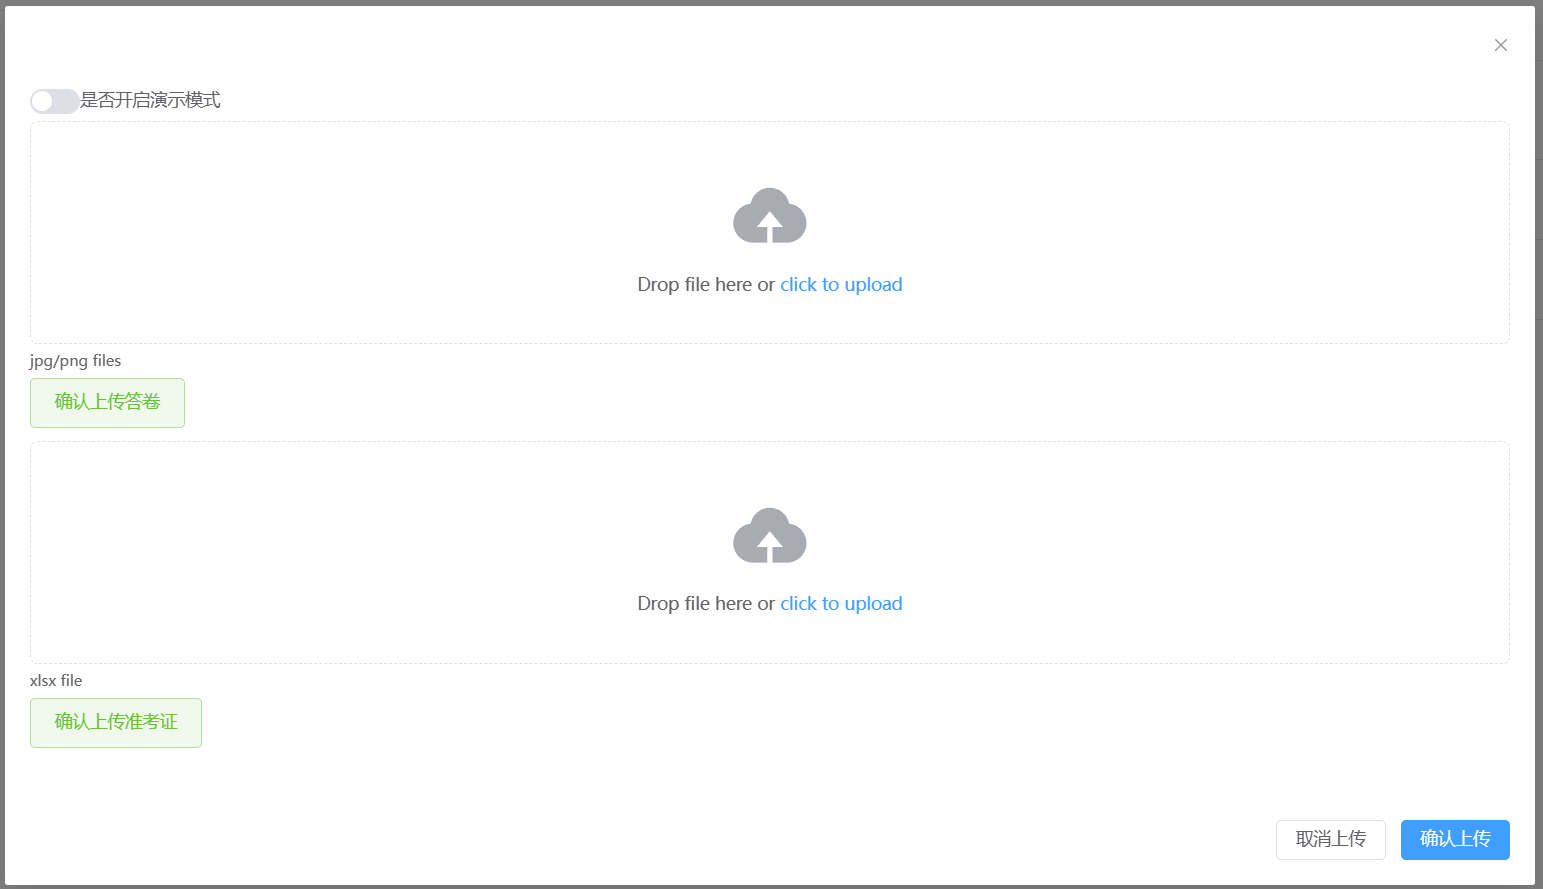 是否开启演示模式
Drop file here or click to upload
jpg/png files
确认上传答卷
Drop file here or click to upload
xlsx file
确认上传准考证
取消上传
确认上传